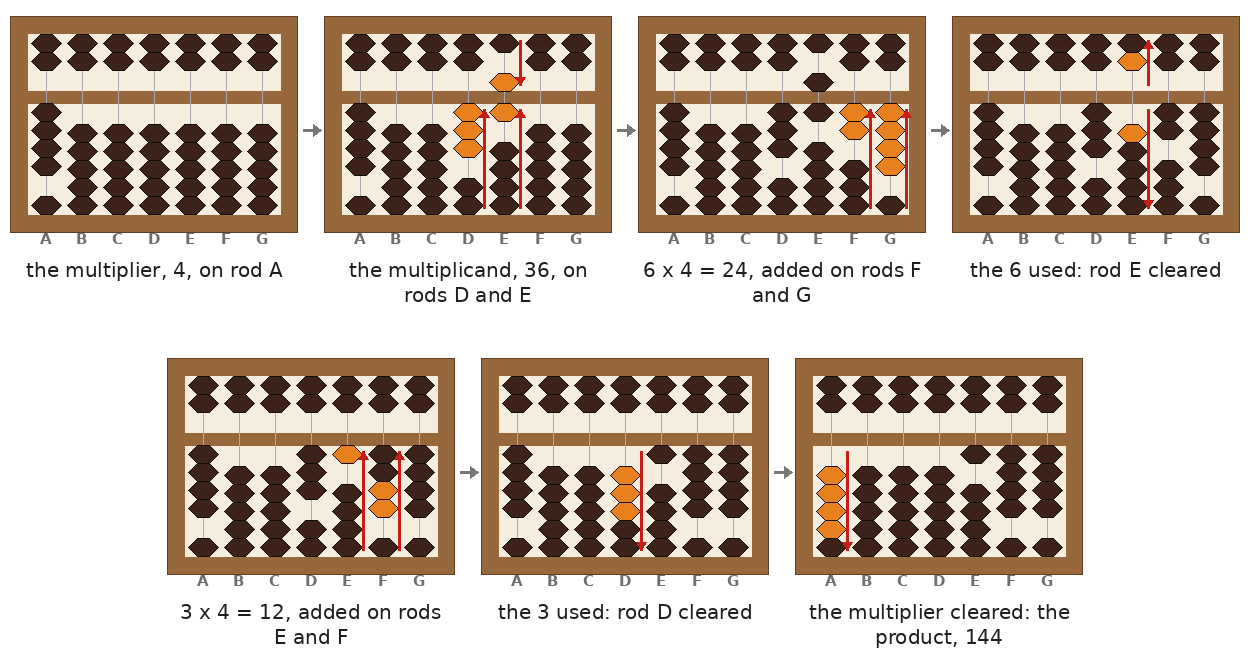 A B C D E F G
A B C D E F G
A B C D E F G
A B C D E F G
the multiplier, 4, on rod A
the multiplicand, 36, on
rods D and E
6 x 4 = 24, added on rods F
and G
the 6 used: rod E cleared
A B C D E F G
A B C D E F G
A B C D E F G
3 x 4 = 12, added on rods
E and F
the 3 used: rod D cleared
the multiplier cleared: the
product, 144